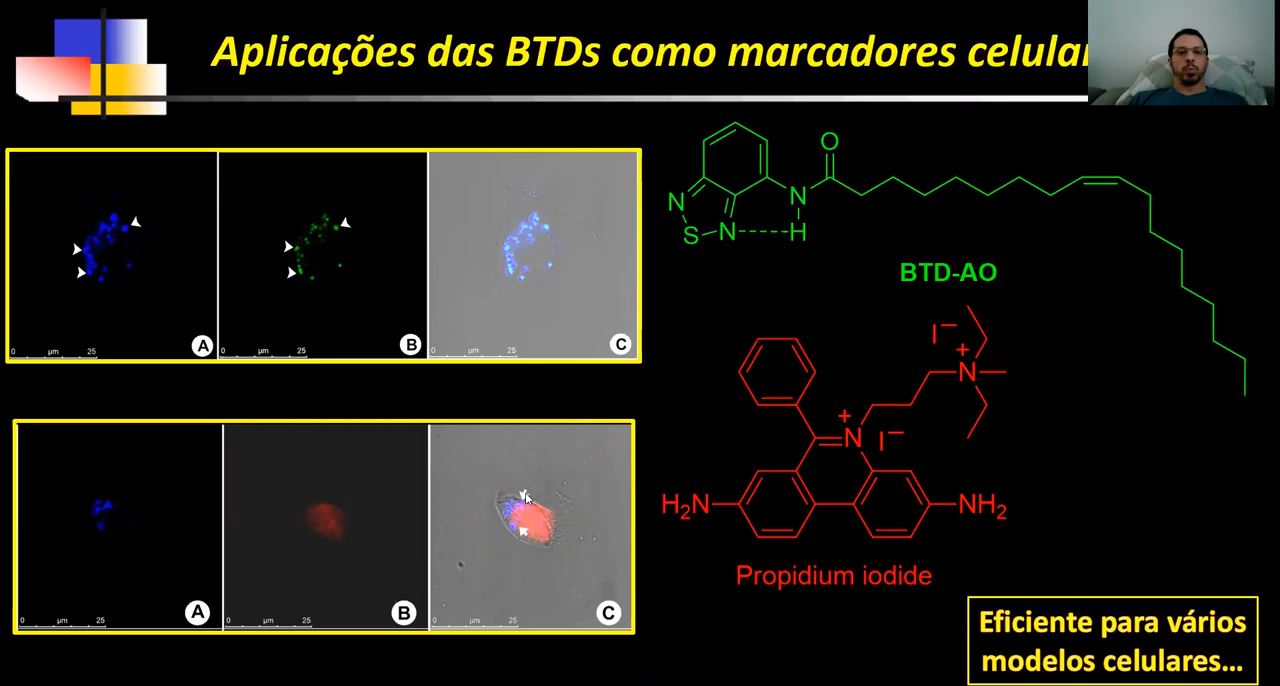 Aplicações das BTDs como marcadores celula
0 µm 25 A
0 µm 25 B
0 µm 25 C
N
S
N
N
H
O
BTD-AO
0 µm 25 A
0 µm 25 B
0 µm 25 C
I−
+
N
+
N
I−
H2N
NH2
Propidium iodide
Eficiente para vários
modelos celulares...